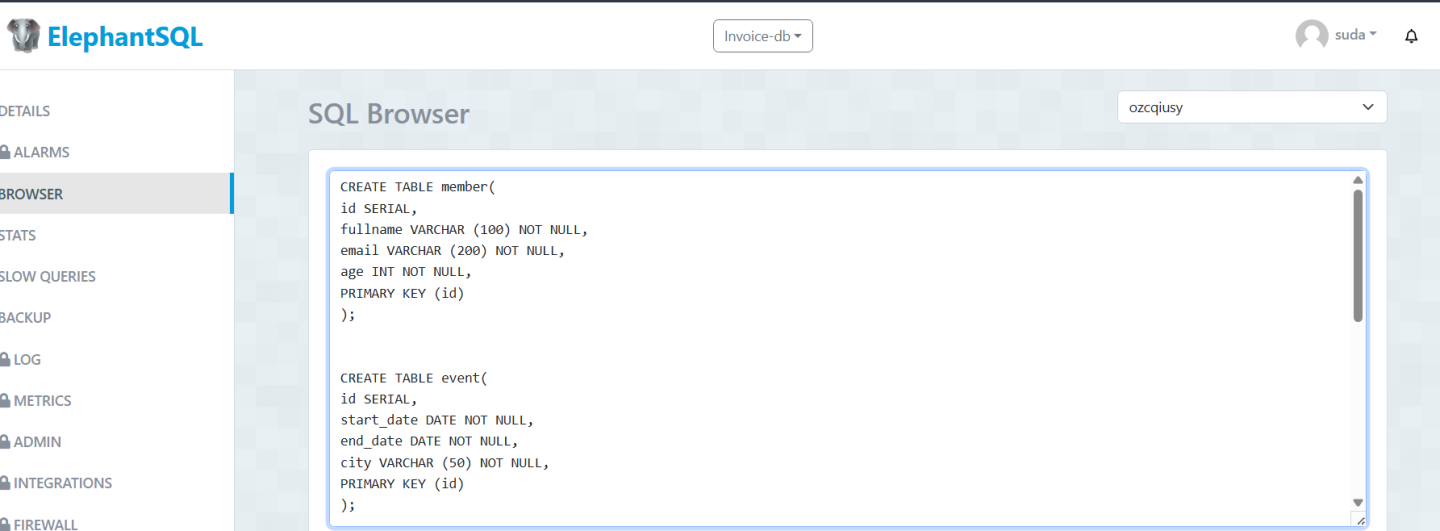 ElephantSQL
Invoice-db
suda
DETAILS
ALARMS
BROWSER
STATS
SLOW QUERIES
BACKUP
LOG
METRICS
ADMIN
INTEGRATIONS
FIREWALL
SQL Browser
ozcqiusy
CREATE TABLE member(
id SERIAL,
fullname VARCHAR (100) NOT NULL,
email VARCHAR (200) NOT NULL,
age INT NOT NULL,
PRIMARY KEY (id)
);
CREATE TABLE event(
id SERIAL,
start_date DATE NOT NULL,
end_date DATE NOT NULL,
city VARCHAR (50) NOT NULL,
PRIMARY KEY (id)
);